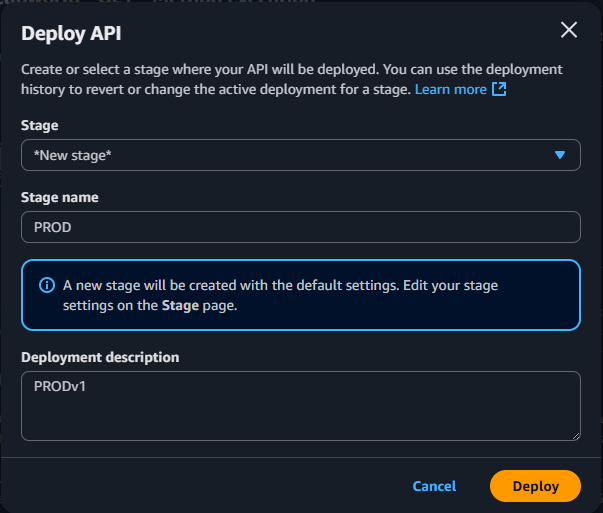 Deploy API
Create or select a stage where your API will be deployed. You can use the deployment
history to revert or change the active deployment for a stage. Learn more
Stage
*New stage*
Stage name
PROD
A new stage will be created with the default settings. Edit your stage
settings on the Stage page.
Deployment description
PRODv1
Cancel
Deploy